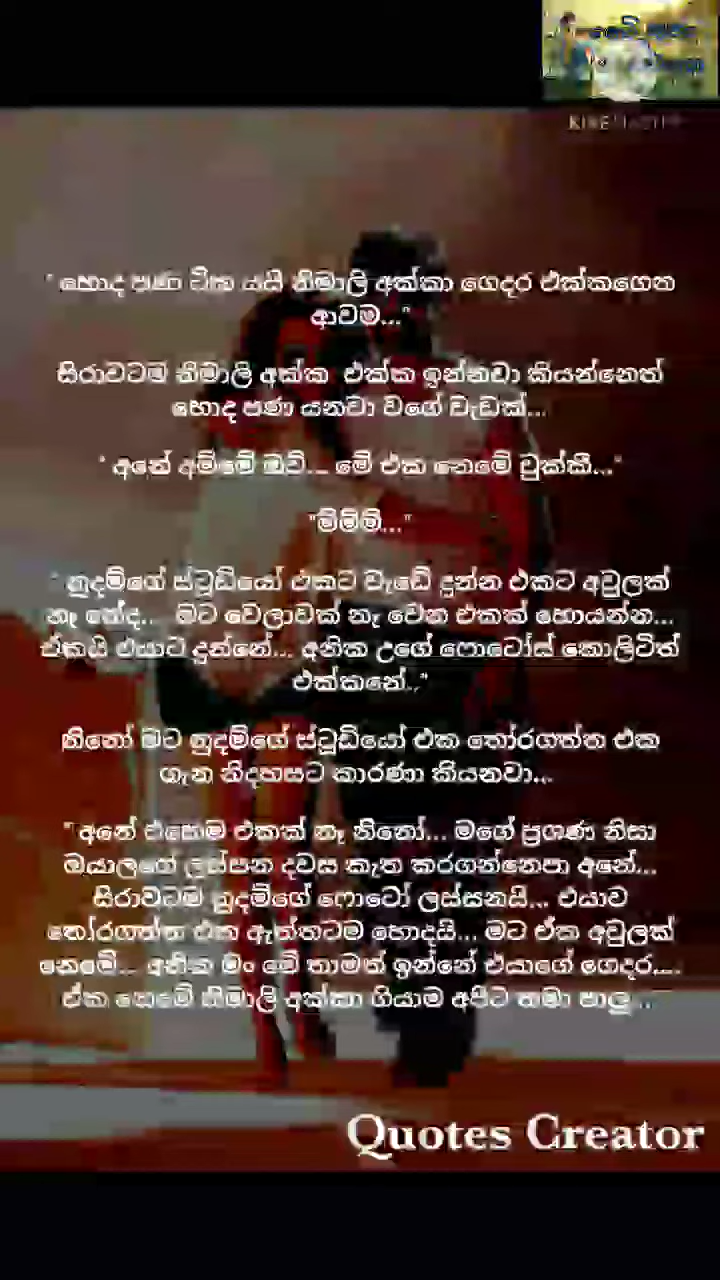 " හොද පණ ටික යයි නිමාලි අක්කා ගෙදර එක්කගෙන
ආවම..."
සිරාවටම නිමාලි අක්ක එක්ක ඉන්නවා කියන්නෙත්
හොද පණ යනවා වගේ වැඩක්...
" අනේ අම්මේ ඔව්... මේ ඒක නෙමේ චූක්කී..."
"ම්ම්ම්..."
" නුදම්ගේ ස්ටූඩියෝ එකට වැඩේ දුන්න එකට අවුලක්
නෑ නේද... මට වෙලාවක් නෑ වෙන එකක් හොයන්න...
ඒකයි එයාට දුන්නේ... අනික උගේ ෆොටෝස් කොලිටිත්
එක්කනේ.."
නිනෝ මට නුදම්ගේ ස්ටූඩියෝ එක තෝරගත්ත එක
ගැන නිදහසට කාරණා කියනවා...
" අනේ එහෙම එකක් නෑ නිනෝ... මගේ ප්‍රශ්ණ නිසා
ඔයාලගේ ලස්සන දවස කැත කරගන්නෙපා අනේ...
සිරාවටම නුදම්ගේ ෆොටෝ ලස්සනයි... එයාව
තෝරගත්ත එක ඇත්තටම හොදයි... මට ඒක අවුලක්
නෙමේ... අනික මං මේ තාමත් ඉන්නේ එයාගේ ගෙදර....
ඒක නෙමේ නිමාලි අක්කා ගියාම අපිට තමා පාලු...
Quotes Creator